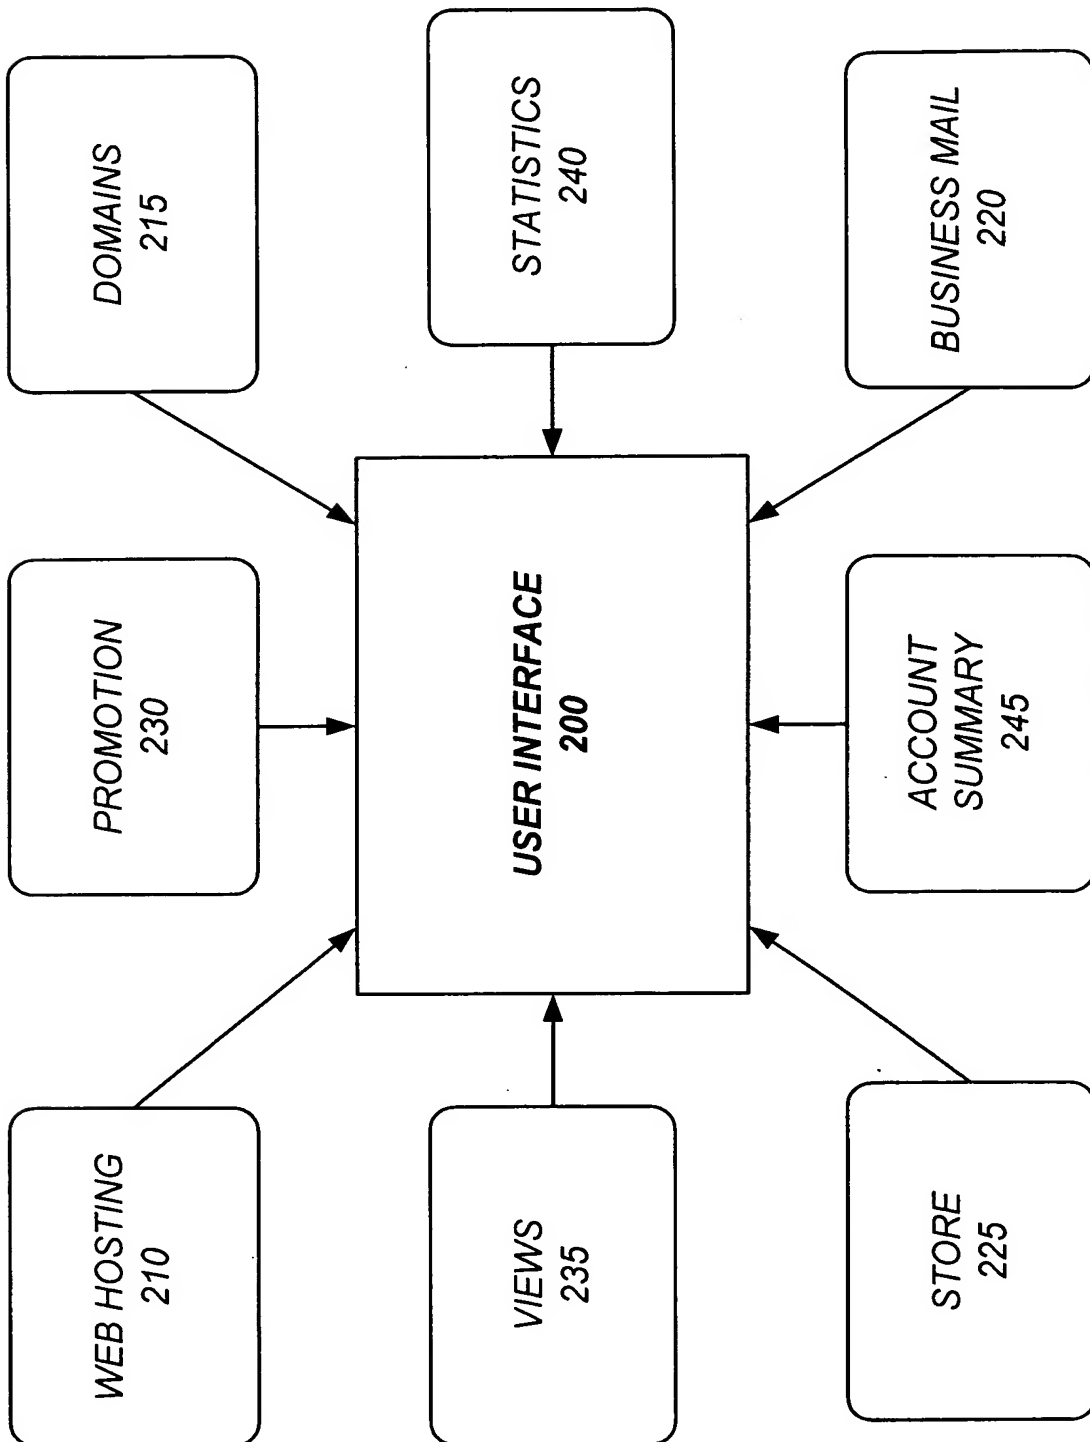 WEB HOSTING
210
PROMOTION
230
DOMAINS
215
VIEWS
235
USER INTERFACE
200
STATISTICS
240
STORE
225
ACCOUNT
SUMMARY
245
BUSINESS MAIL
220